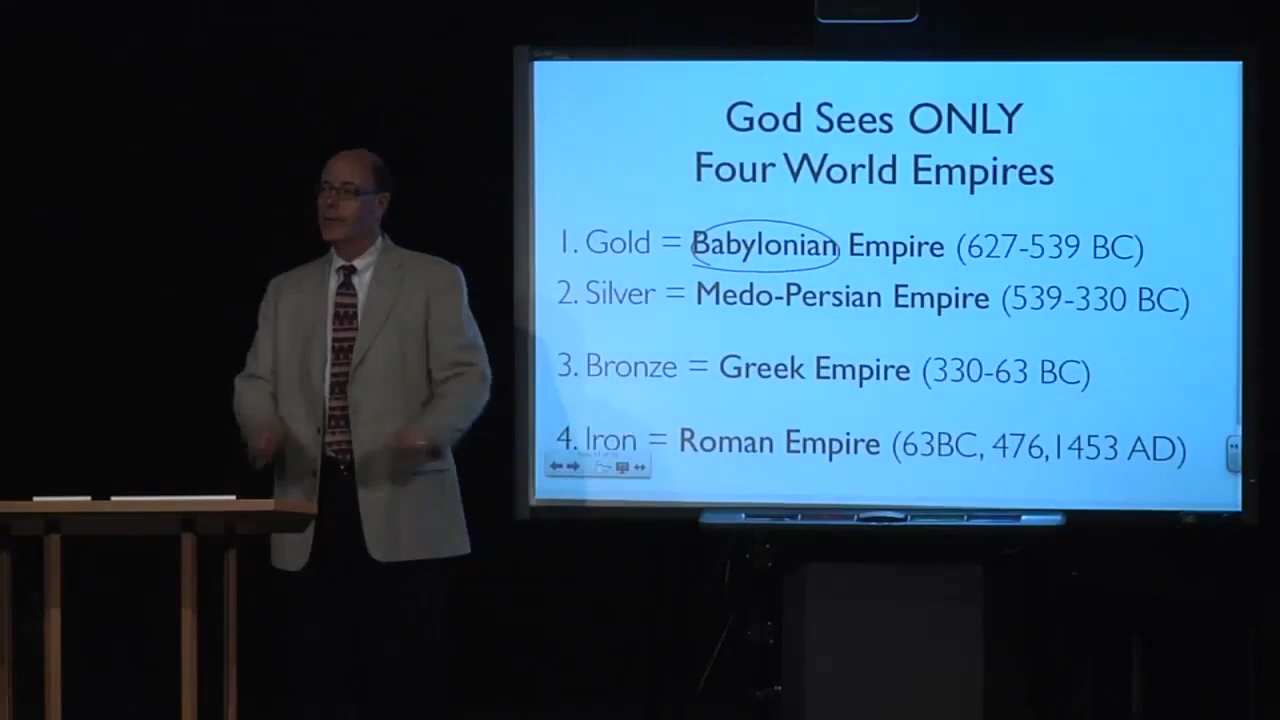 God Sees ONLY
Four World Empires
1. Gold = Babylonian Empire (627-539 BC)
2. Silver = Medo-Persian Empire (539-330 BC)
3. Bronze = Greek Empire (330-63 BC)
4. Iron = Roman Empire (63BC, 476,1453 AD)